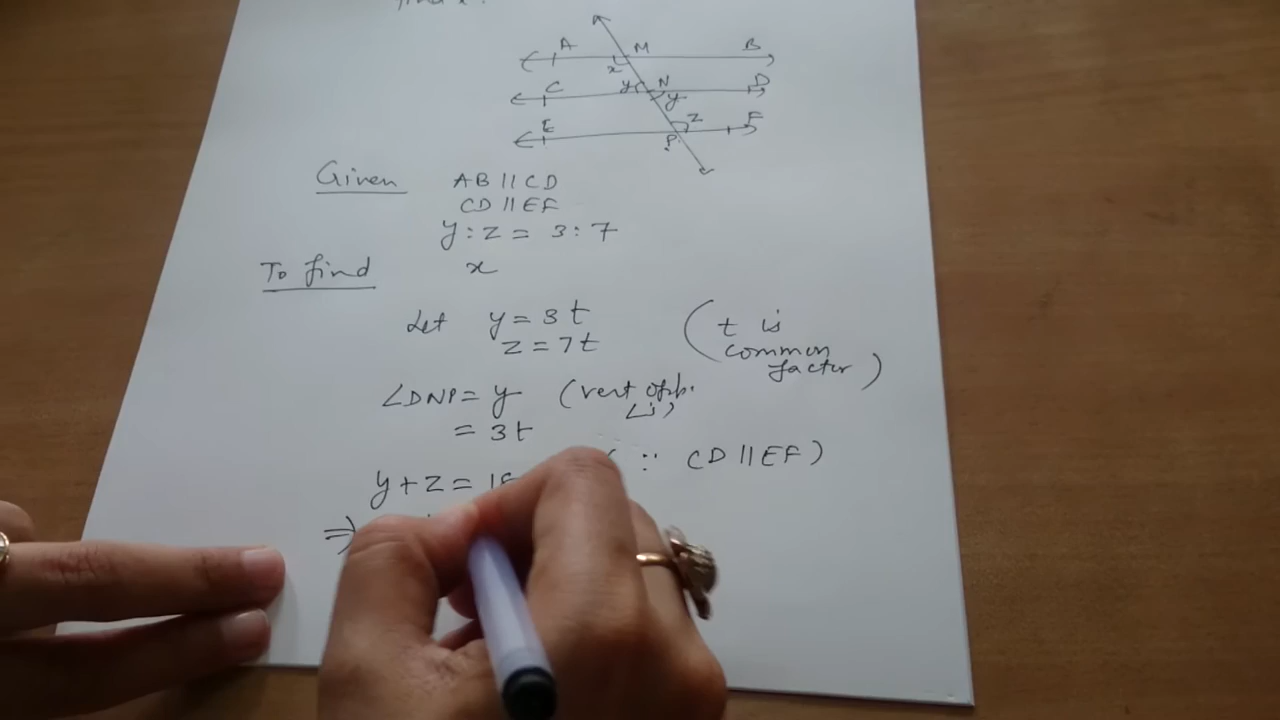 find x.
A M B
x
C y N D
y
E z F
P
Given AB || CD
CD || EF
y : z = 3 : 7
To find x
Let y = 3t (t is
z = 7t common
factor)
∠DNP = y (vert opp.
∠s)
= 3t
y + z = 18 (∵ CD || EF)
⇒